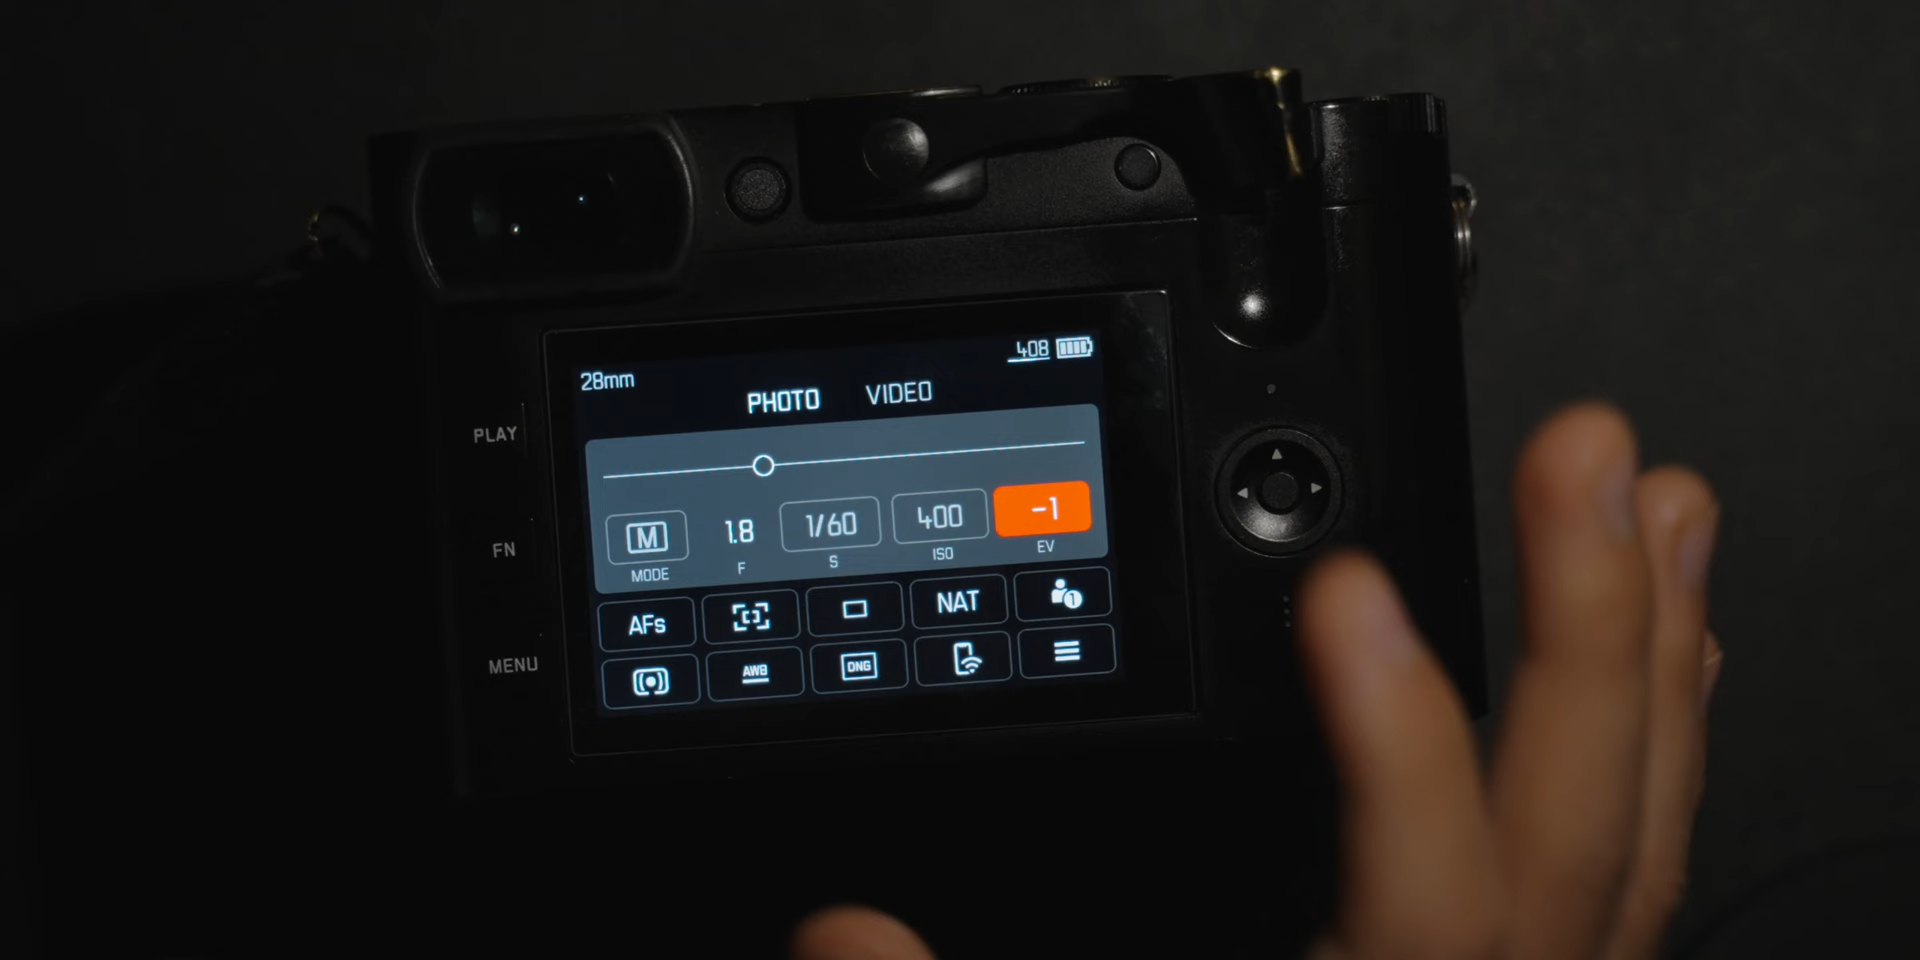 408
28mm
PHOTO VIDEO
PLAY
M 1.8 1/60 400 -1
MODE F S ISO EV
FN
AFs NAT 1
AWB DNG
MENU